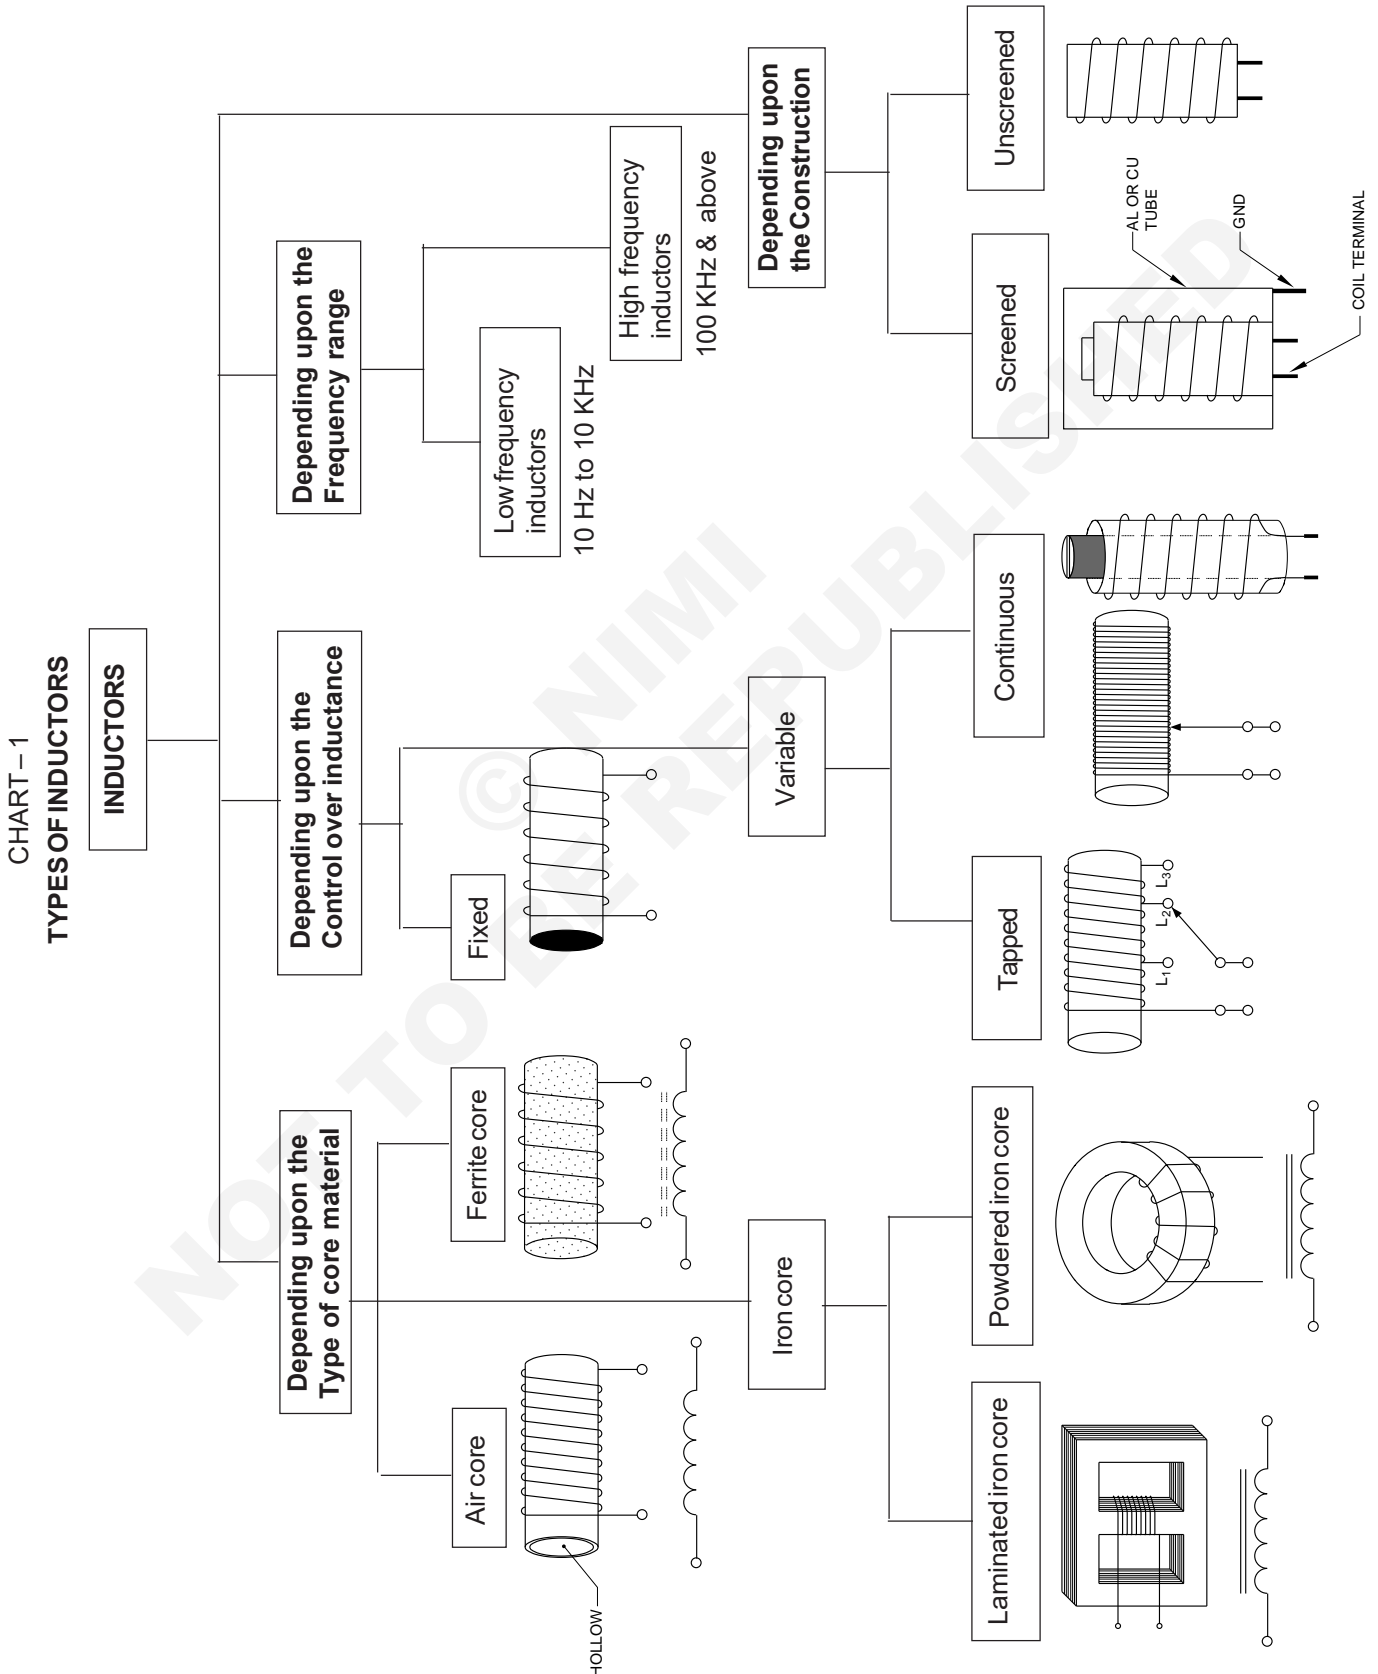 CHART – 1
TYPES OF INDUCTORS
INDUCTORS
Depending upon the
Type of core material
Depending upon the
Control over inductance
Depending upon the
Frequency range
Air core
Ferrite core
Fixed
Low frequency
inductors
10 Hz to 10 KHz
High frequency
inductors
100 KHz & above
HOLLOW
Iron core
Variable
Depending upon
the Construction
Laminated iron core
Powdered iron core
Tapped
Continuous
Screened
Unscreened
L1
L2
L3
AL OR CU
TUBE
GND
COIL TERMINAL
© NIMI
NOT TO BE REPUBLISHED